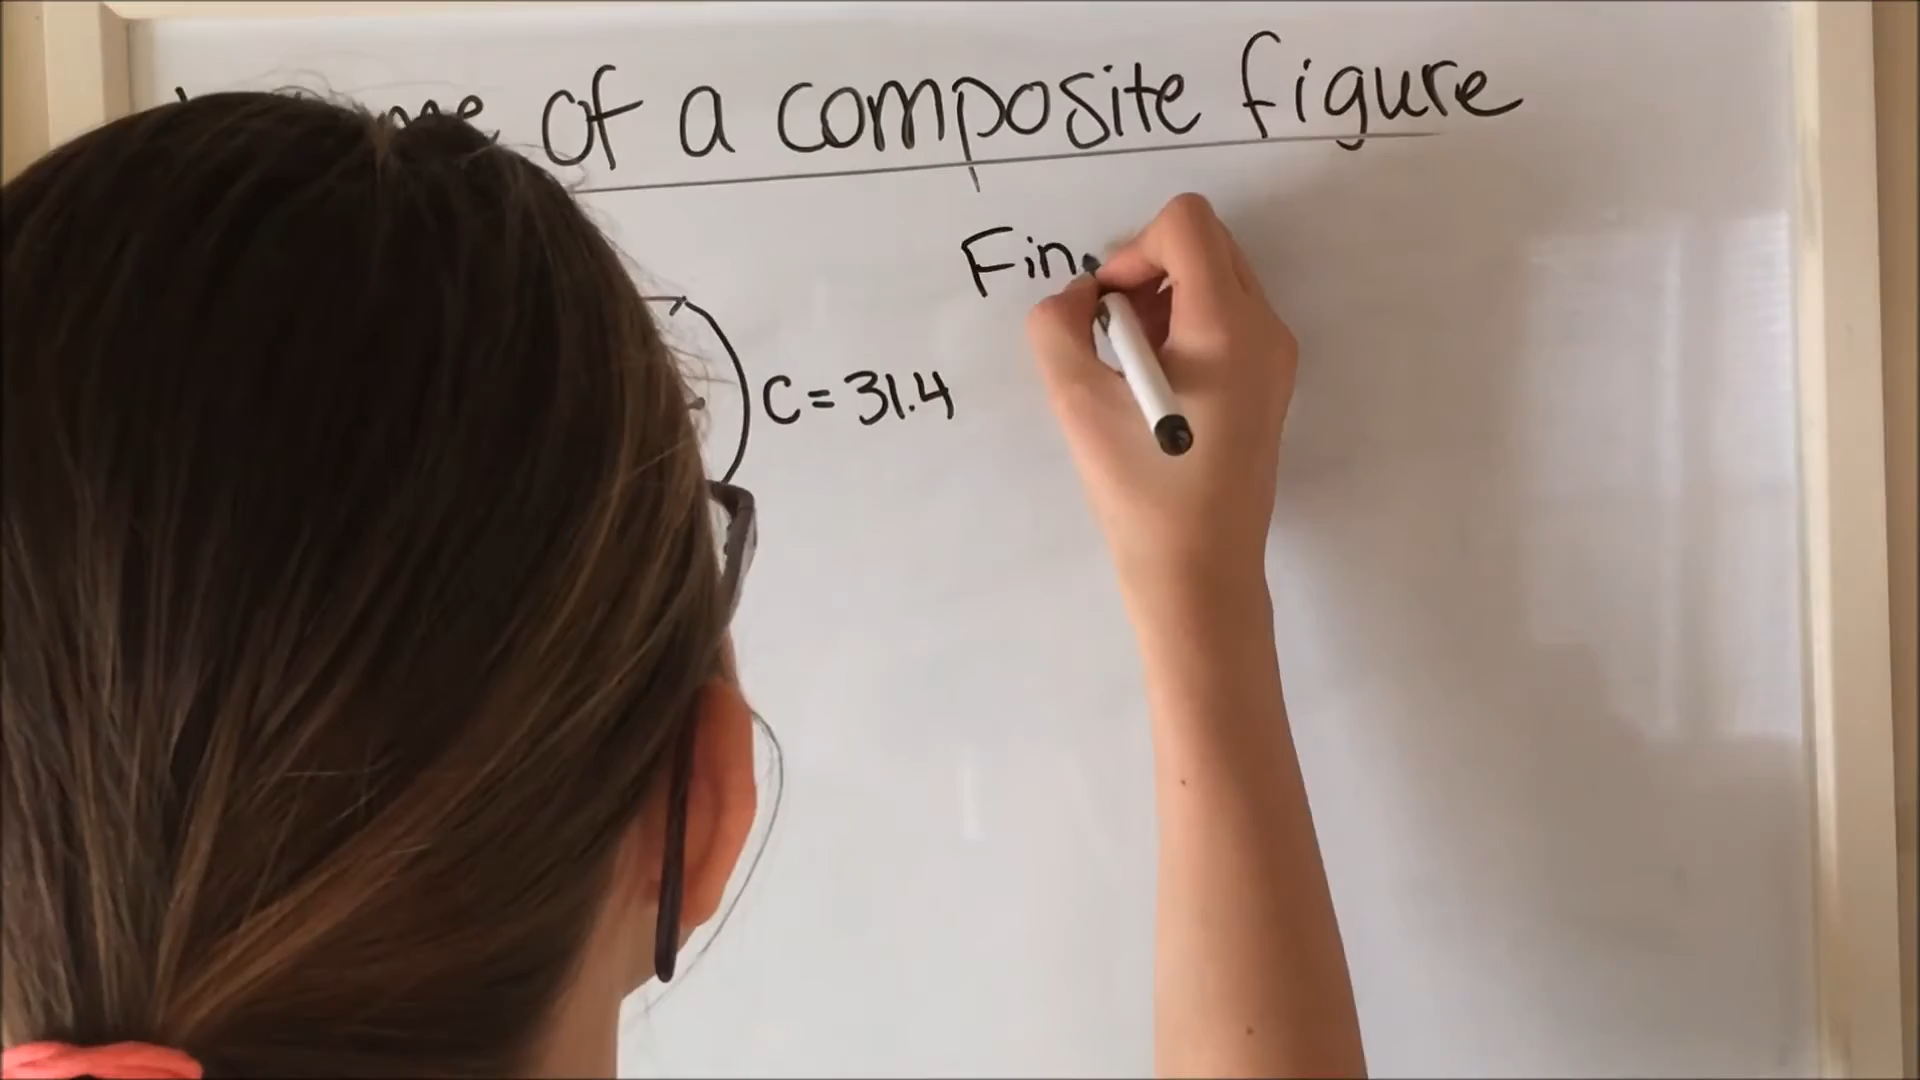 of a composite figure
Fin
C = 31.4